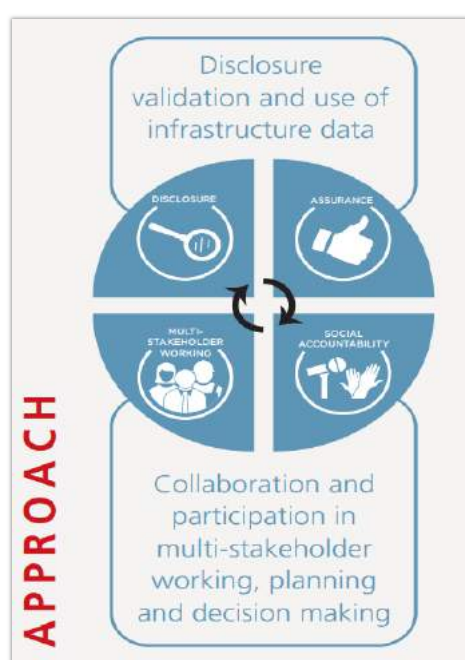 Disclosure
validation and use of
infrastructure data
DISCLOSURE
ASSURANCE
MULTI-
STAKEHOLDER
WORKING
SOCIAL
ACCOUNTABILITY
Collaboration and
participation in
multi-stakeholder
working, planning
and decision making
APPROACH